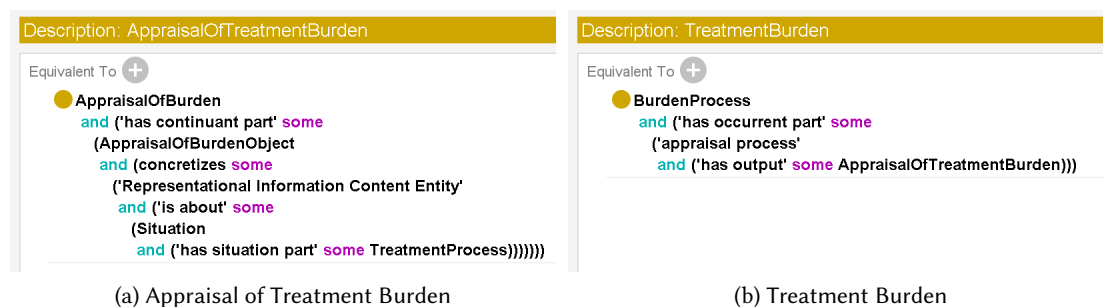 Description: AppraisalOfTreatmentBurden
Equivalent To
AppraisalOfBurden
and ('has continuant part' some
(AppraisalOfBurdenObject
and (concretizes some
('Representational Information Content Entity'
and ('is about' some
(Situation
and ('has situation part' some TreatmentProcess)))))))
(a) Appraisal of Treatment Burden
Description: TreatmentBurden
Equivalent To
BurdenProcess
and ('has occurrent part' some
('appraisal process'
and ('has output' some AppraisalOfTreatmentBurden)))
(b) Treatment Burden